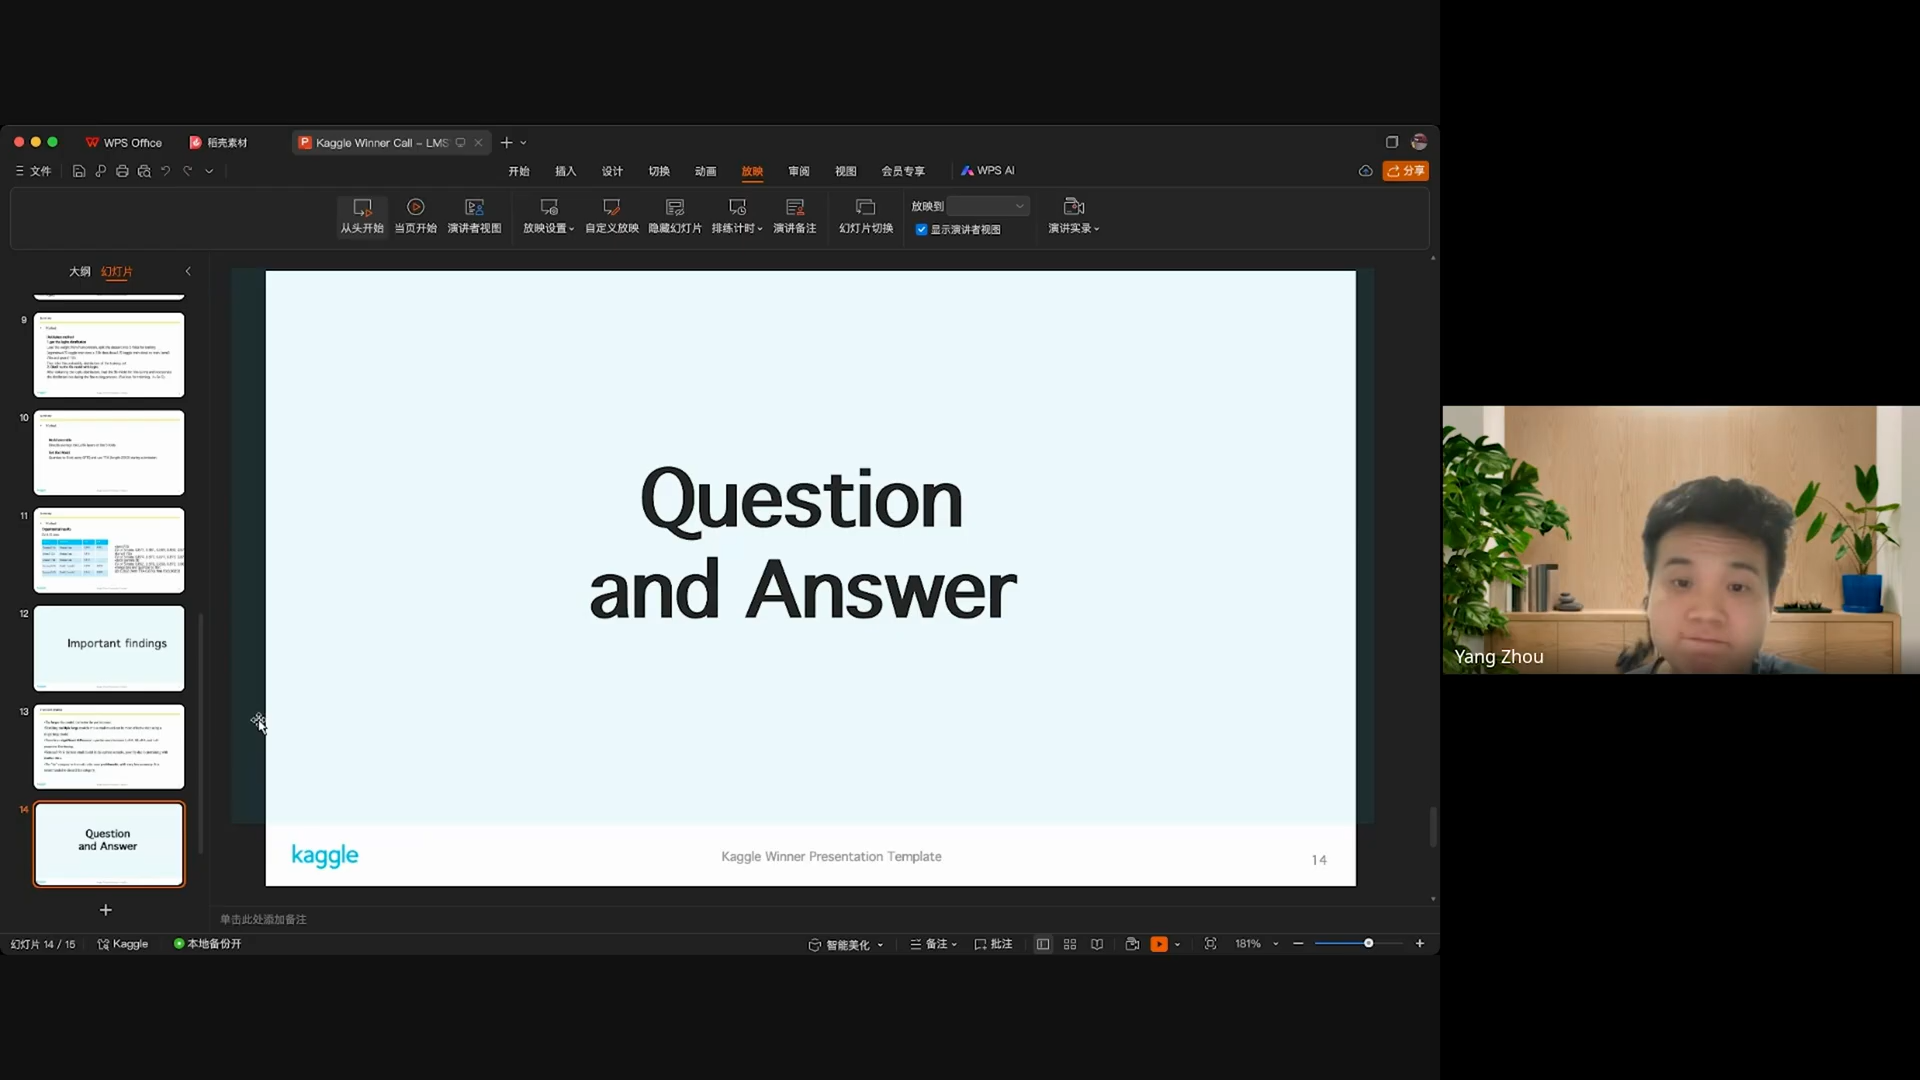 WPS Office
稻壳素材
Kaggle Winner Call – LMS
文件
开始
插入
设计
切换
动画
放映
审阅
视图
会员专享
WPS AI
分享
从头开始
当页开始
演讲者视图
放映设置
自定义放映
隐藏幻灯片
排练计时
演讲备注
幻灯片切换
放映到
显示演讲者视图
演讲实录
大纲
幻灯片
9
10
11
12
Important findings
13
14
Question
and Answer
Question
and Answer
kaggle
Kaggle Winner Presentation Template
14
单击此处添加备注
幻灯片 14 / 15
Kaggle
本地备份开
智能美化
备注
批注
181%
Yang Zhou